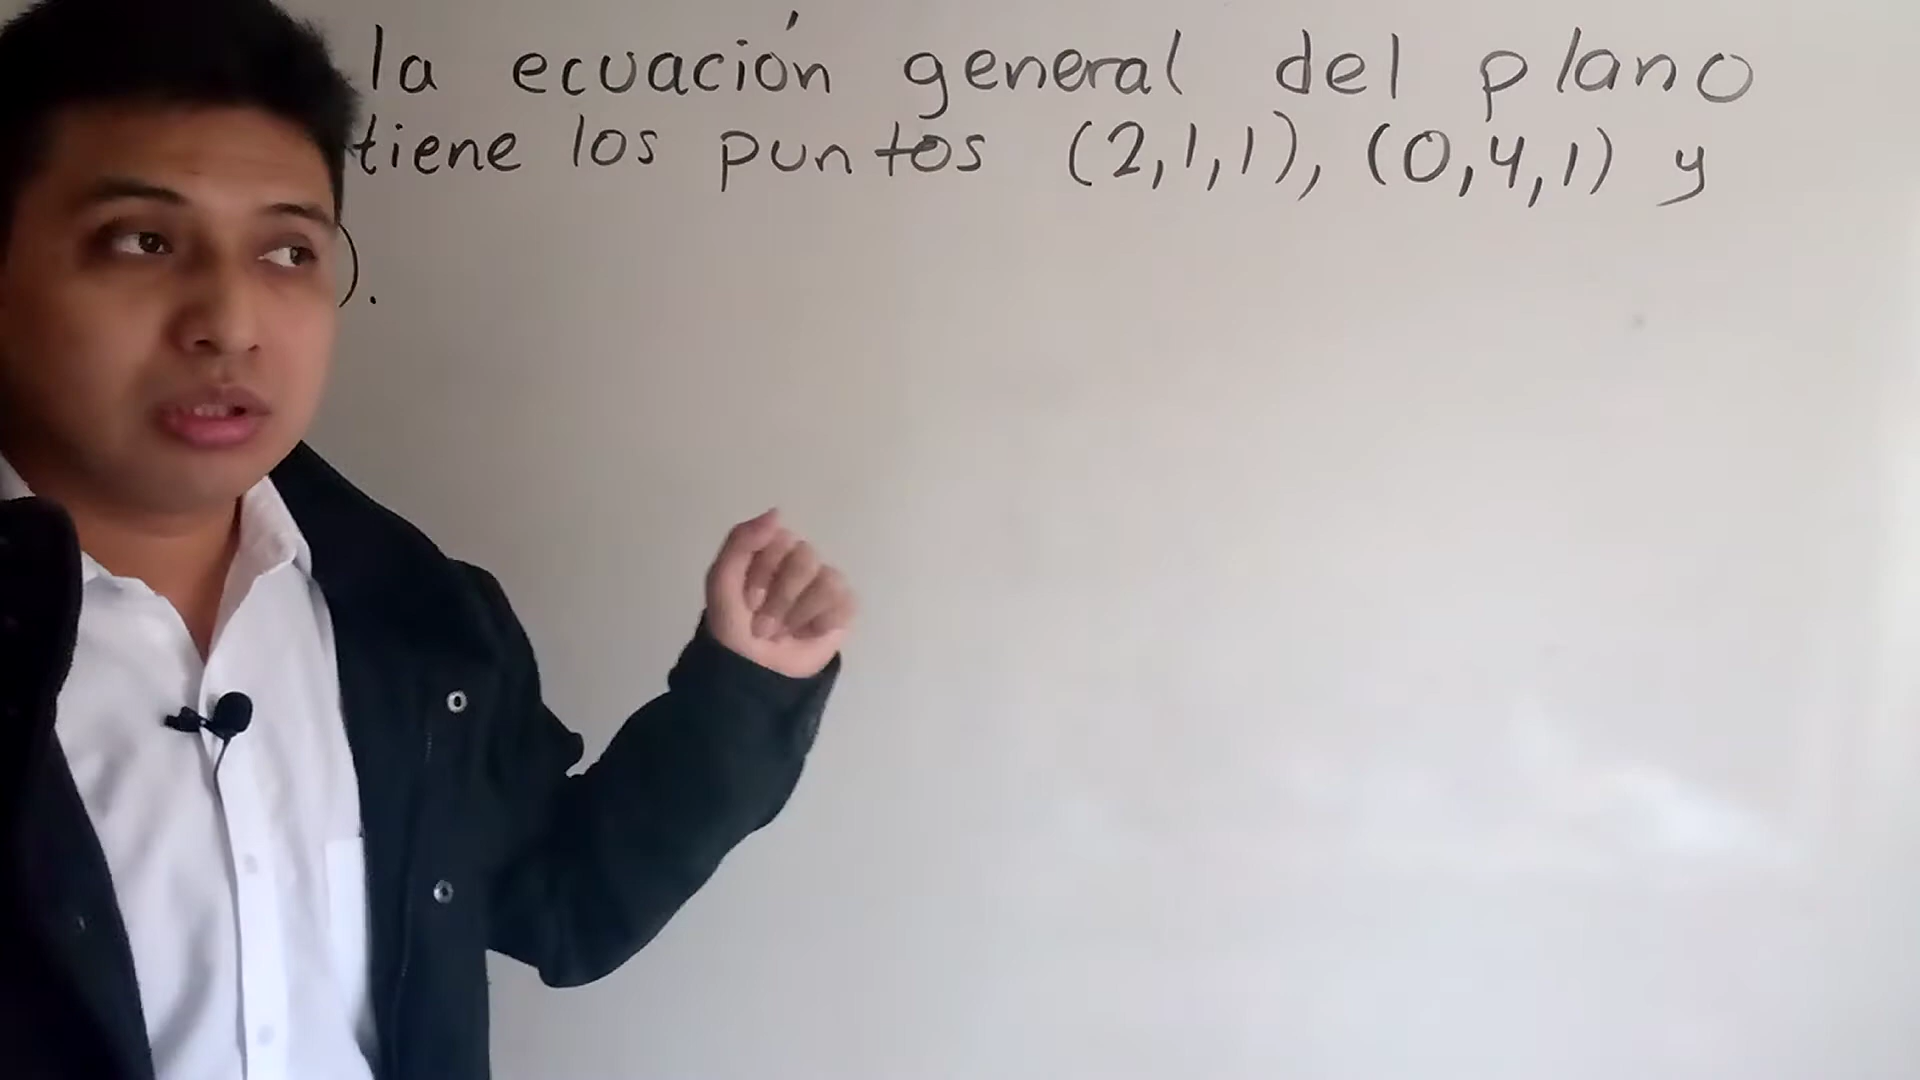 la ecuación general del plano
tiene los puntos (2,1,1), (0,4,1) y
).